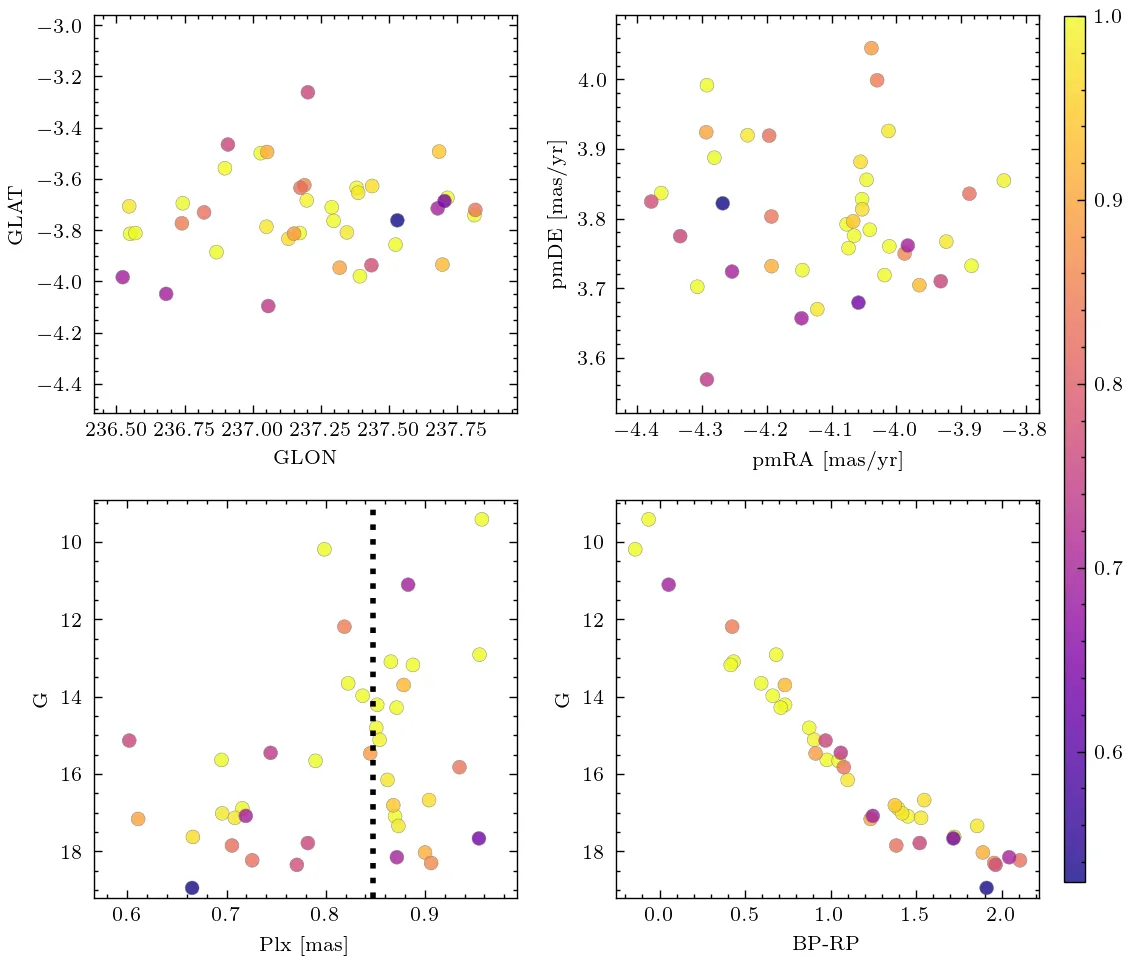 −3.0
−3.2
−3.4
−3.6
−3.8
−4.0
−4.2
−4.4
GLAT
236.50 236.75 237.00 237.25 237.50 237.75
GLON
4.0
3.9
3.8
3.7
3.6
pmDE [mas/yr]
−4.4 −4.3 −4.2 −4.1 −4.0 −3.9 −3.8
pmRA [mas/yr]
10
12
14
16
18
G
0.6 0.7 0.8 0.9
Plx [mas]
10
12
14
16
18
G
0.0 0.5 1.0 1.5 2.0
BP-RP
1.0
0.9
0.8
0.7
0.6